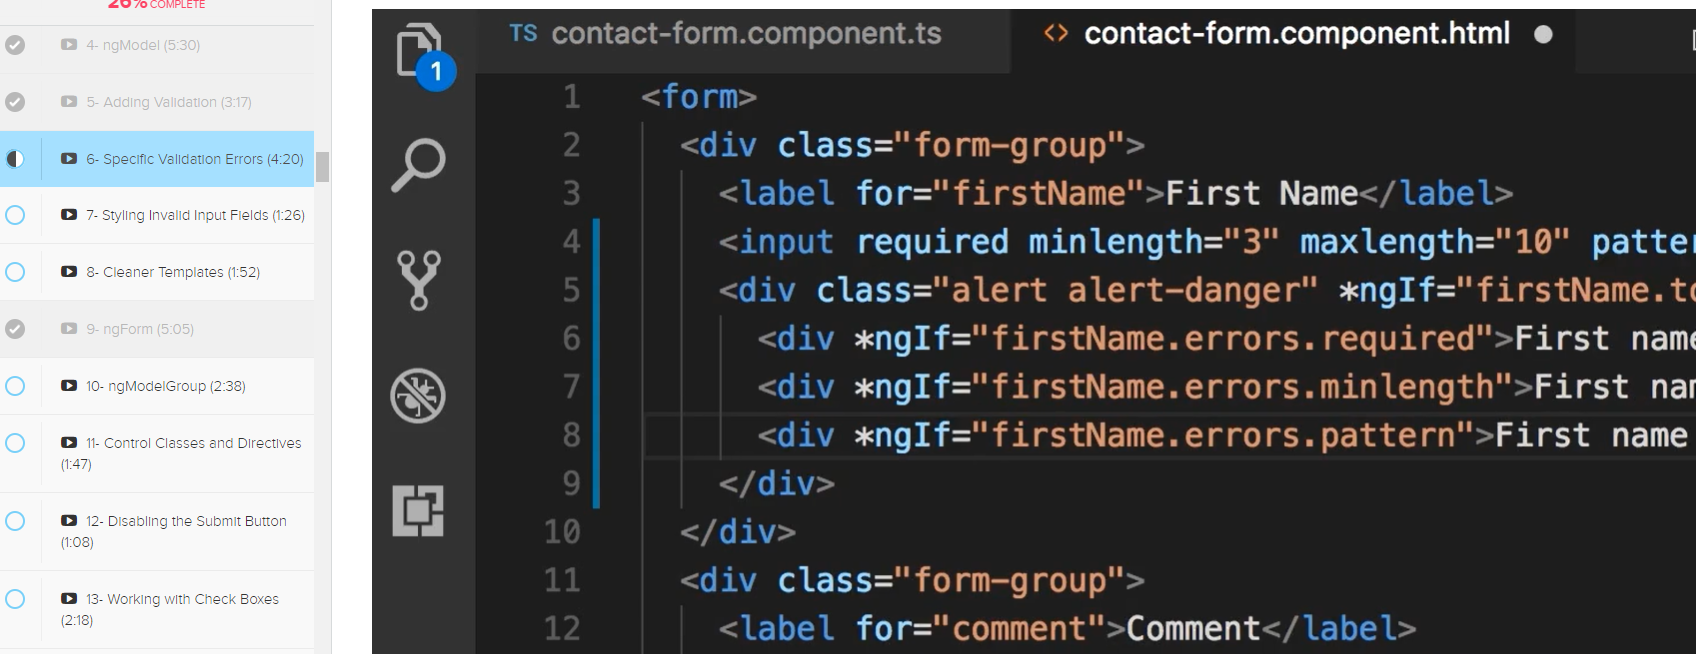 26% COMPLETE
4- ngModel (5:30)
5- Adding Validation (3:17)
6- Specific Validation Errors (4:20)
7- Styling Invalid Input Fields (1:26)
8- Cleaner Templates (1:52)
9- ngForm (5:05)
10- ngModelGroup (2:38)
11- Control Classes and Directives
(1:47)
12- Disabling the Submit Button
(1:08)
13- Working with Check Boxes
(2:18)
1
TS contact-form.component.ts
<> contact-form.component.html
1 <form>
2 <div class="form-group">
3 <label for="firstName">First Name</label>
4 <input required minlength="3" maxlength="10" patter
5 <div class="alert alert-danger" *ngIf="firstName.to
6 <div *ngIf="firstName.errors.required">First name
7 <div *ngIf="firstName.errors.minlength">First nam
8 <div *ngIf="firstName.errors.pattern">First name
9 </div>
10 </div>
11 <div class="form-group">
12 <label for="comment">Comment</label>